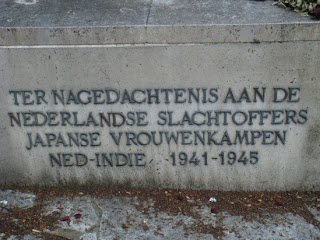 TER NAGEDACHTENIS AAN DE
NEDERLANDSE SLACHTOFFERS
JAPANSE VROUWENKAMPEN
NED-INDIE 1941-1945